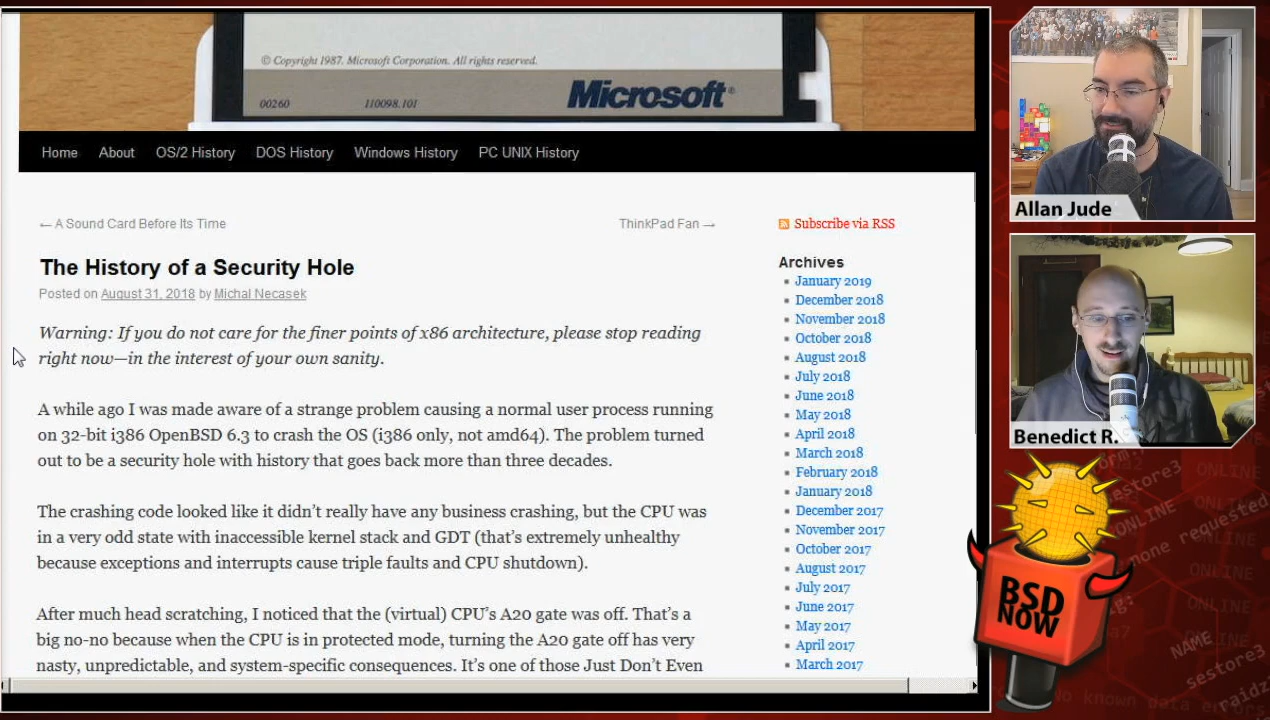 © Copyright 1987. Microsoft Corporation. All rights reserved.
00260 110098.101 Microsoft®
Home About OS/2 History DOS History Windows History PC UNIX History
← A Sound Card Before Its Time ThinkPad Fan →
The History of a Security Hole
Posted on August 31, 2018 by Michal Necasek
Warning: If you do not care for the finer points of x86 architecture, please stop reading
right now—in the interest of your own sanity.
A while ago I was made aware of a strange problem causing a normal user process running
on 32-bit i386 OpenBSD 6.3 to crash the OS (i386 only, not amd64). The problem turned
out to be a security hole with history that goes back more than three decades.
The crashing code looked like it didn't really have any business crashing, but the CPU was
in a very odd state with inaccessible kernel stack and GDT (that's extremely unhealthy
because exceptions and interrupts cause triple faults and CPU shutdown).
After much head scratching, I noticed that the (virtual) CPU's A20 gate was off. That's a
big no-no because when the CPU is in protected mode, turning the A20 gate off has very
nasty, unpredictable, and system-specific consequences. It's one of those Just Don't Even
Subscribe via RSS
Archives
January 2019
December 2018
November 2018
October 2018
August 2018
July 2018
June 2018
May 2018
April 2018
March 2018
February 2018
January 2018
December 2017
November 2017
October 2017
August 2017
July 2017
June 2017
May 2017
April 2017
March 2017
Allan Jude
Benedict R.
BSD
NOW
estore3
ONLINE
ONLINE
none requested
ONLINE
NAME
sestore3
raidz
No known data